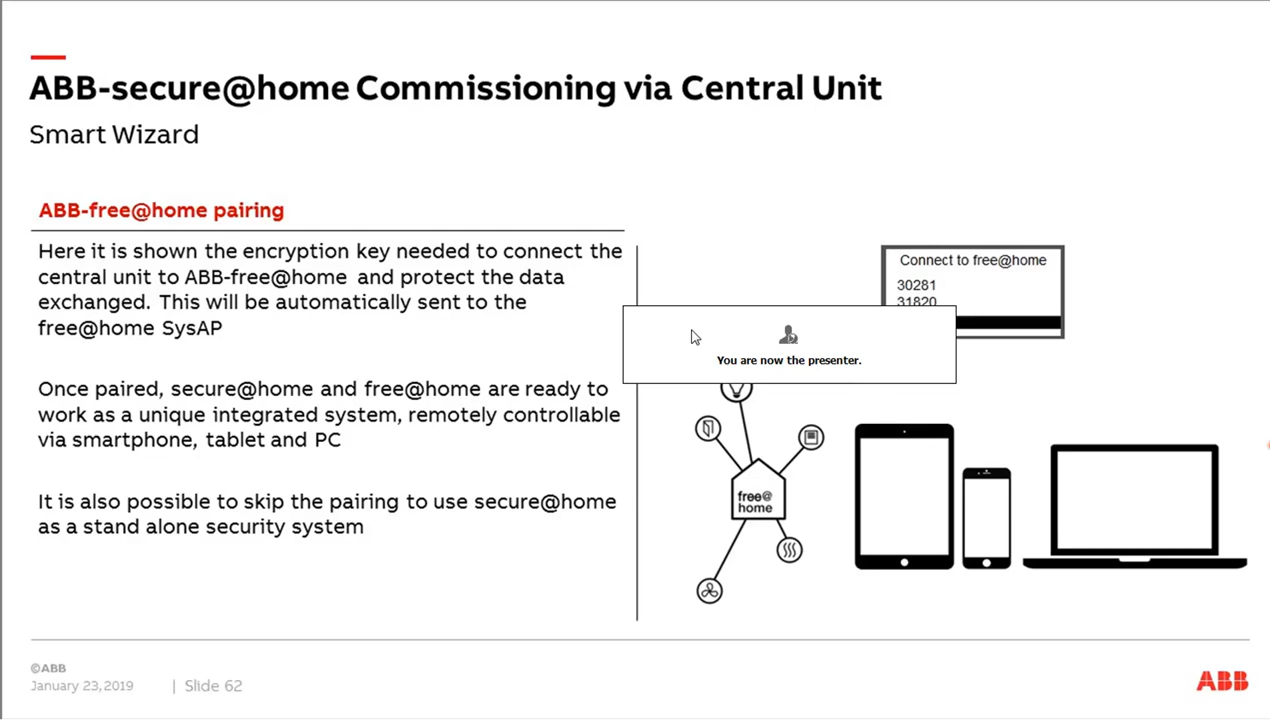 ABB-secure@home Commissioning via Central Unit
Smart Wizard
ABB-free@home pairing
Here it is shown the encryption key needed to connect the
central unit to ABB-free@home and protect the data
exchanged. This will be automatically sent to the
free@home SysAP
Once paired, secure@home and free@home are ready to
work as a unique integrated system, remotely controllable
via smartphone, tablet and PC
It is also possible to skip the pairing to use secure@home
as a stand alone security system
Connect to free@home
30281
31820
You are now the presenter.
free@
home
©ABB
January 23, 2019 | Slide 62
ABB